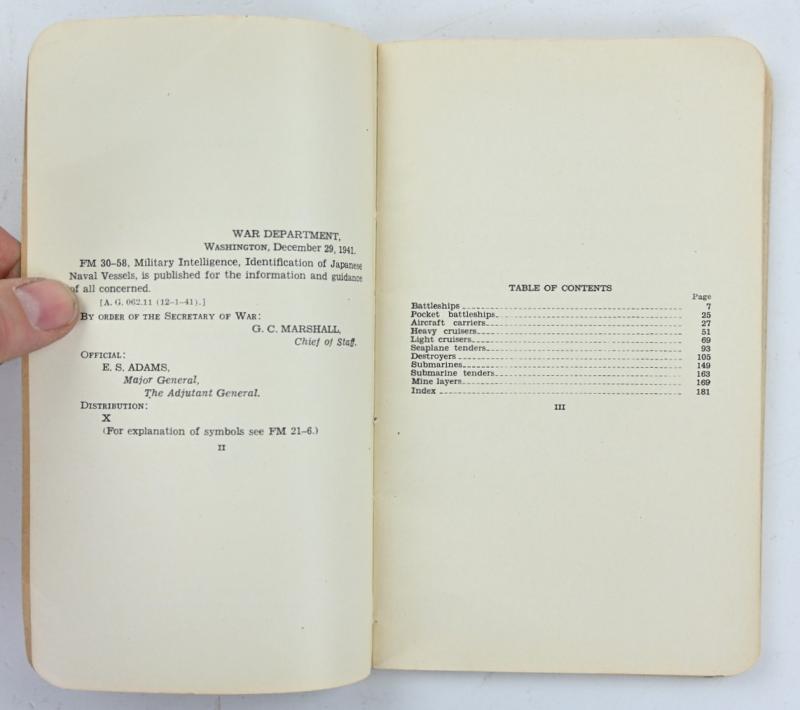 WAR DEPARTMENT,
WASHINGTON, December 29, 1941.
FM 30–58, Military Intelligence, Identification of Japanese
Naval Vessels, is published for the information and guidance
of all concerned.
[A. G. 062.11 (12–1–41).]
BY ORDER OF THE SECRETARY OF WAR:
G. C. MARSHALL,
Chief of Staff.
OFFICIAL:
E. S. ADAMS,
Major General,
The Adjutant General.
DISTRIBUTION:
X
(For explanation of symbols see FM 21–6.)
II
TABLE OF CONTENTS
Page
Battleships 7
Pocket battleships 25
Aircraft carriers 27
Heavy cruisers 51
Light cruisers 69
Seaplane tenders 93
Destroyers 105
Submarines 149
Submarine tenders 163
Mine layers 169
Index 181
III